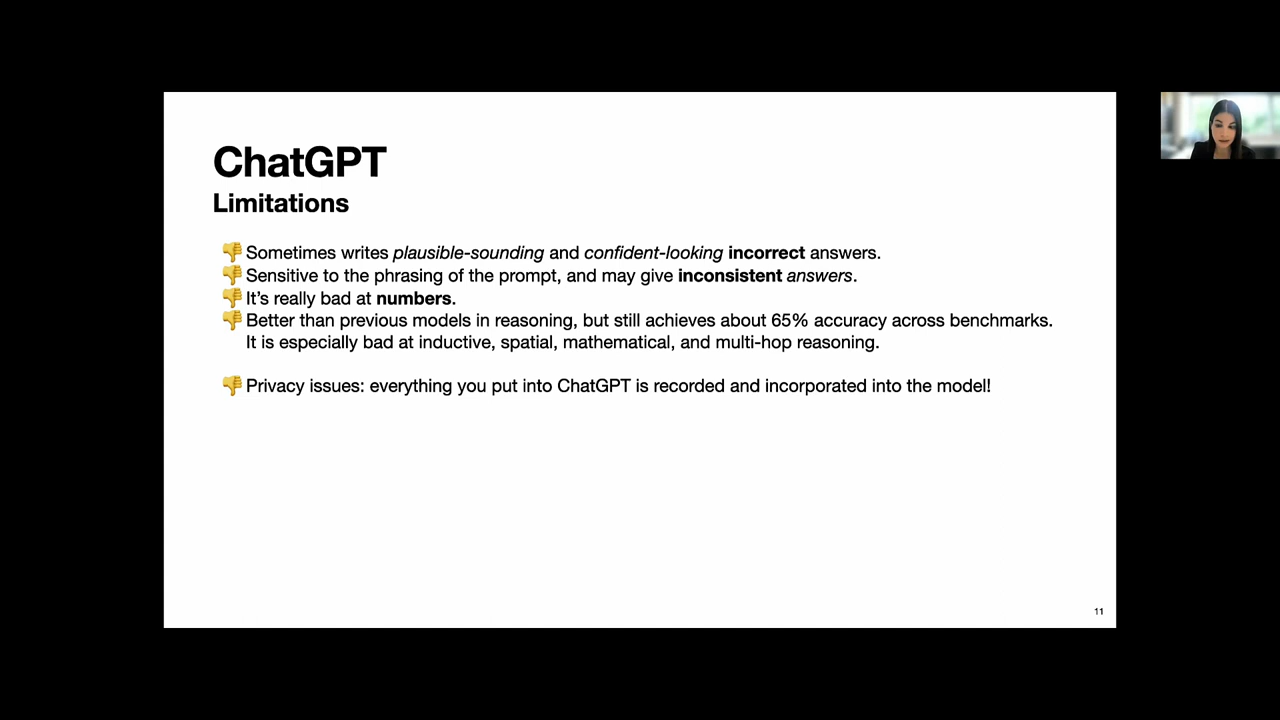 ChatGPT
Limitations
👎 Sometimes writes plausible-sounding and confident-looking incorrect answers.
👎 Sensitive to the phrasing of the prompt, and may give inconsistent answers.
👎 It’s really bad at numbers.
👎 Better than previous models in reasoning, but still achieves about 65% accuracy across benchmarks.
It is especially bad at inductive, spatial, mathematical, and multi-hop reasoning.
👎 Privacy issues: everything you put into ChatGPT is recorded and incorporated into the model!
11